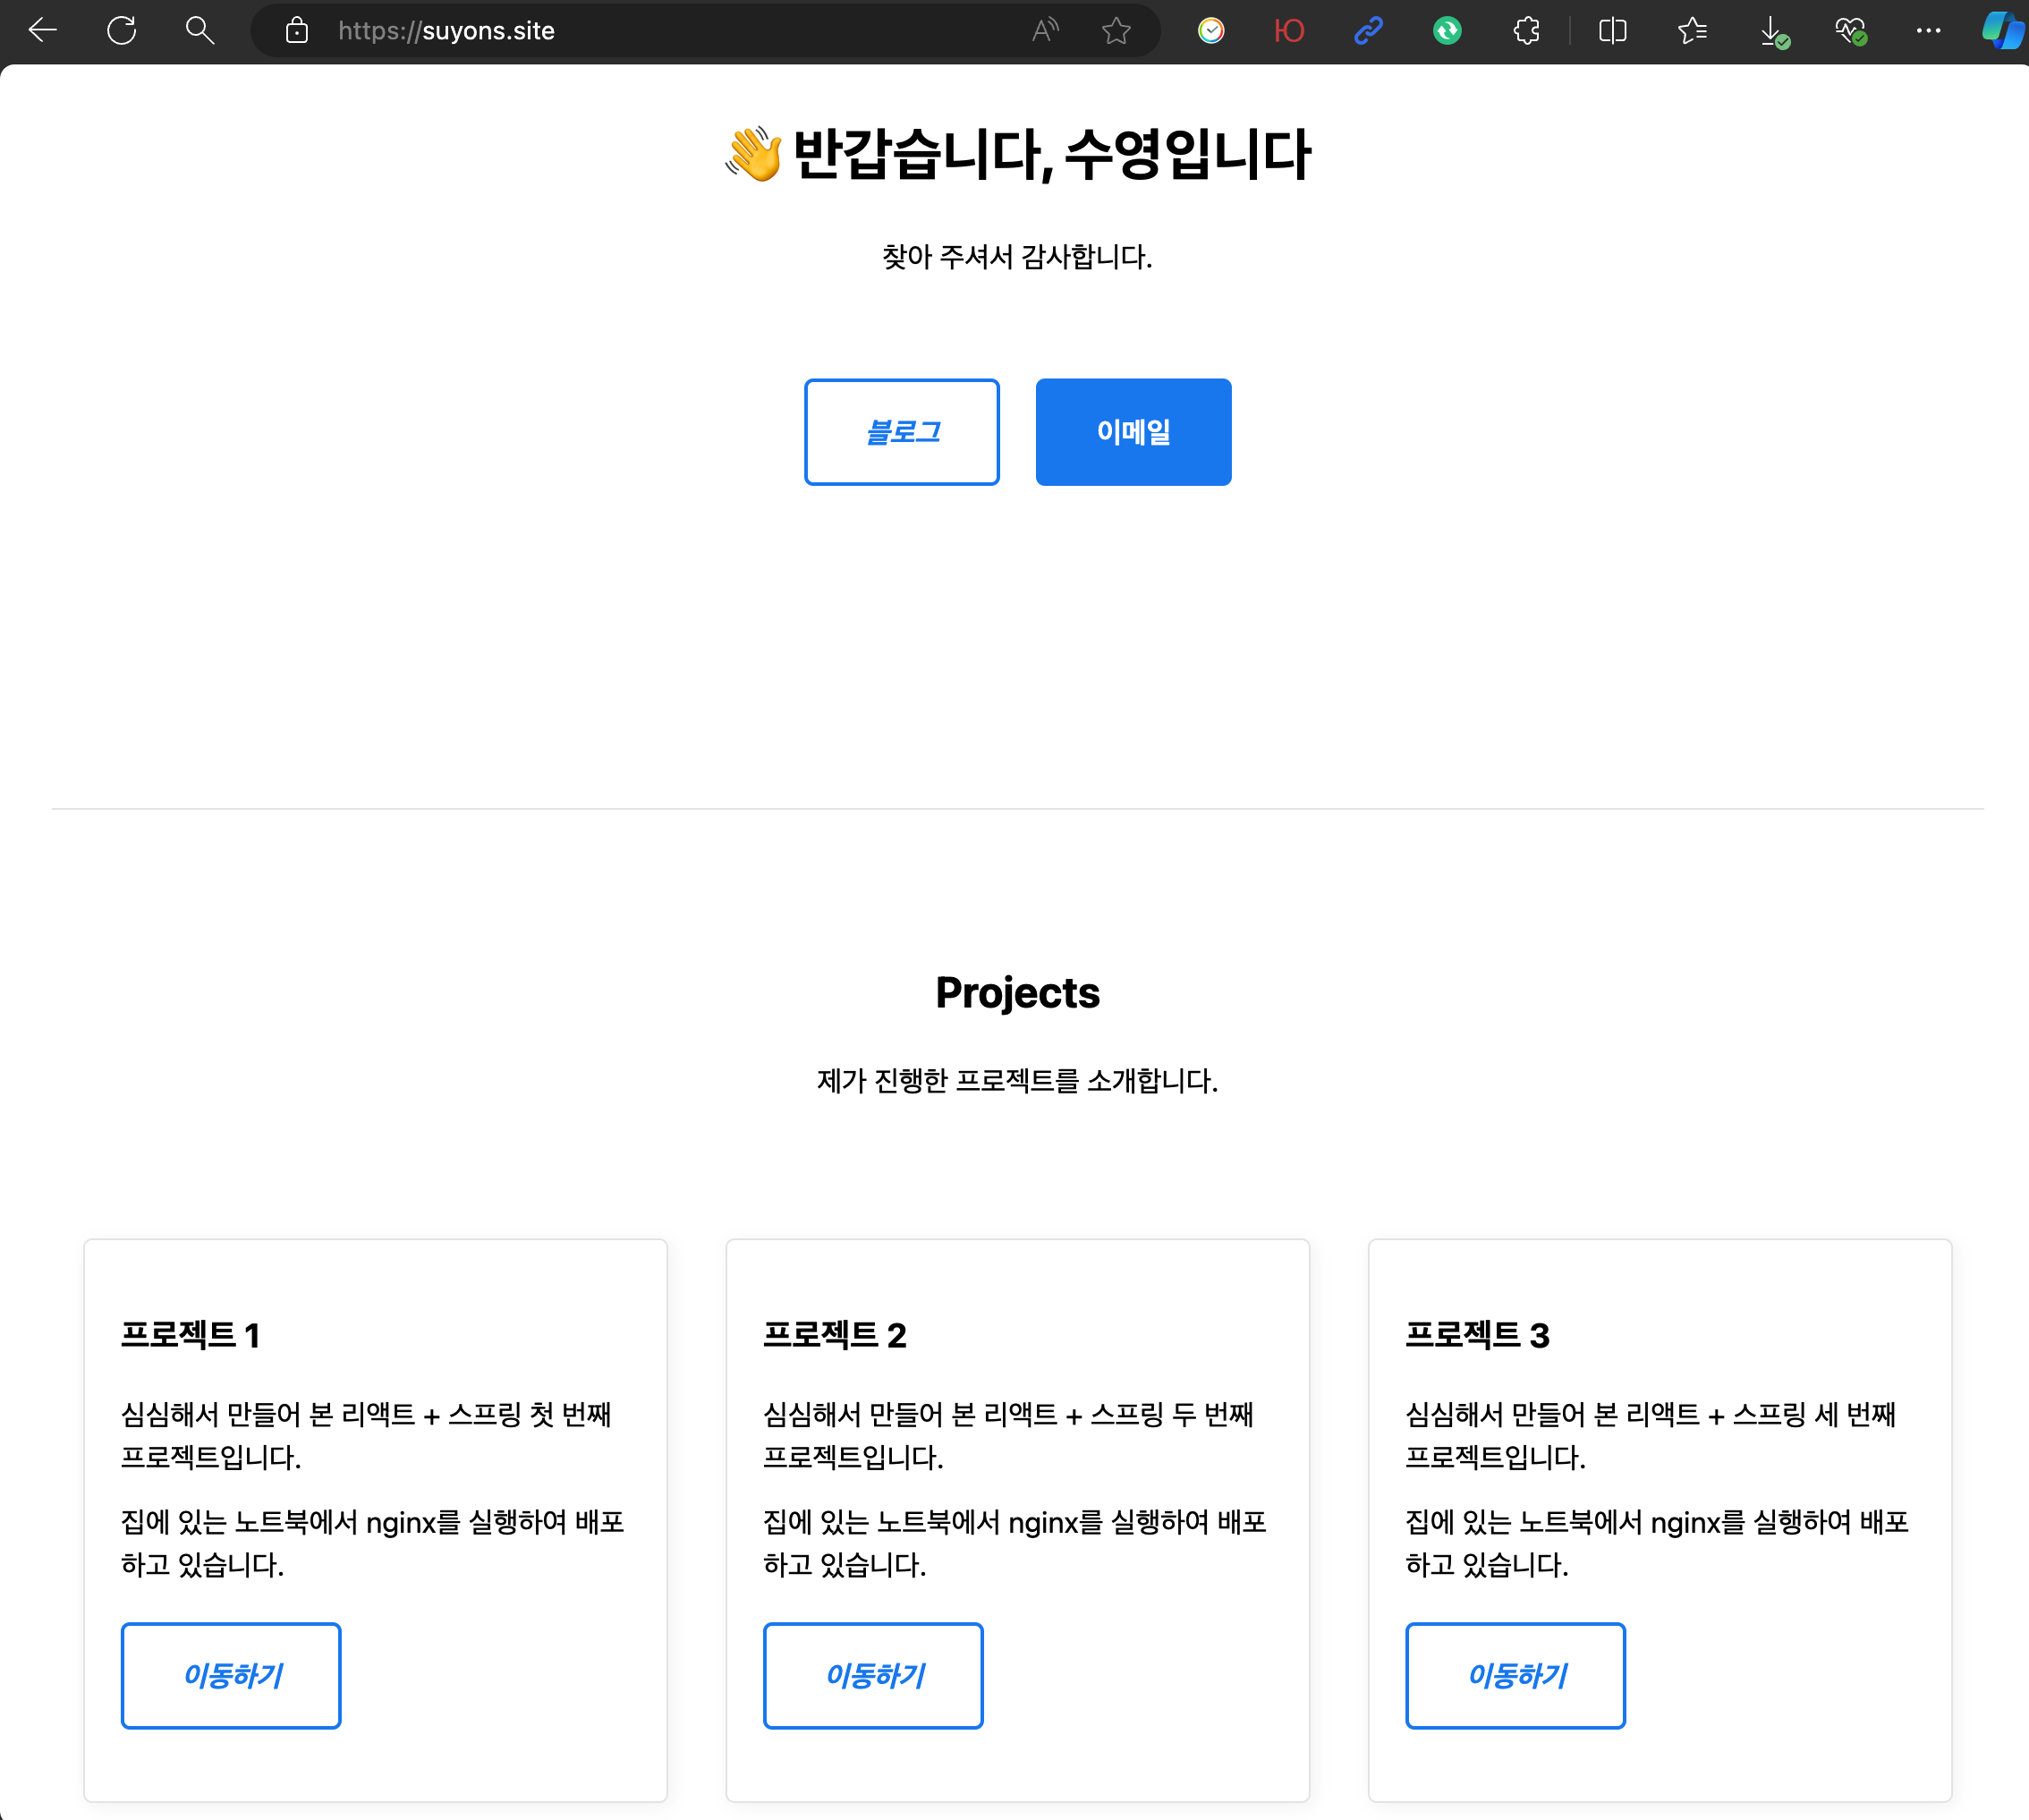 https://suyons.site
👋 반갑습니다, 수영입니다
찾아 주셔서 감사합니다.
블로그
이메일
Projects
제가 진행한 프로젝트를 소개합니다.
프로젝트 1
심심해서 만들어 본 리액트 + 스프링 첫 번째
프로젝트입니다.
집에 있는 노트북에서 nginx를 실행하여 배포
하고 있습니다.
이동하기
프로젝트 2
심심해서 만들어 본 리액트 + 스프링 두 번째
프로젝트입니다.
집에 있는 노트북에서 nginx를 실행하여 배포
하고 있습니다.
이동하기
프로젝트 3
심심해서 만들어 본 리액트 + 스프링 세 번째
프로젝트입니다.
집에 있는 노트북에서 nginx를 실행하여 배포
하고 있습니다.
이동하기